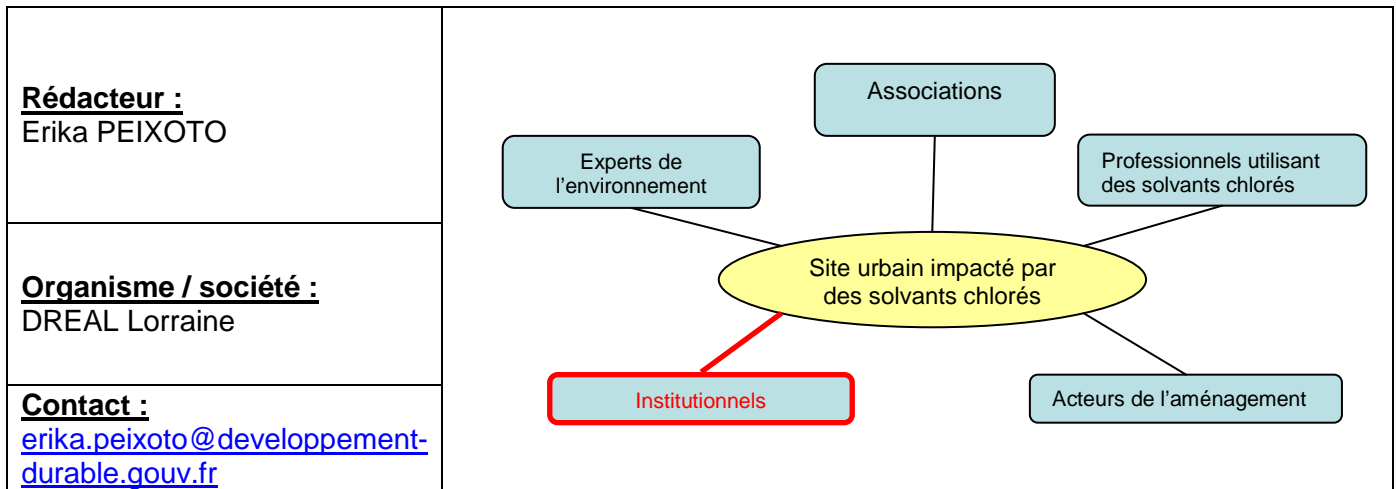 Rédacteur :
Erika PEIXOTO
Organisme / société :
DREAL Lorraine
Contact :
erika.peixoto@developpement-
durable.gouv.fr
Associations
Experts de
l’environnement
Professionnels utilisant
des solvants chlorés
Site urbain impacté par
des solvants chlorés
Institutionnels
Acteurs de l’aménagement